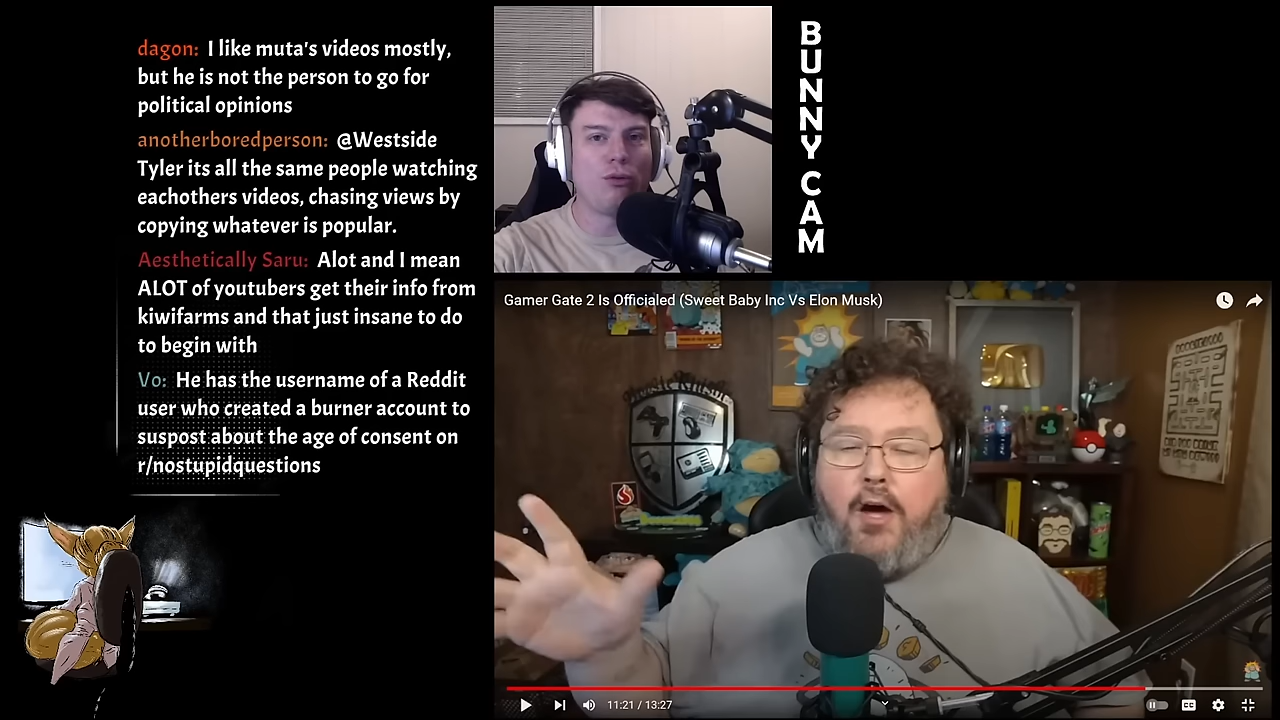 dagon: I like muta's videos mostly,
but he is not the person to go for
political opinions
anotherboredperson: @Westside
Tyler its all the same people watching
eachothers videos, chasing views by
copying whatever is popular.
Aesthetically Saru: Alot and I mean
ALOT of youtubers get their info from
kiwifarms and that just insane to do
to begin with
Vo: He has the username of a Reddit
user who created a burner account to
suspost about the age of consent on
r/nostupidquestions
BUNNY CAM
Gamer Gate 2 Is Officialed (Sweet Baby Inc Vs Elon Musk)
11:21 / 13:27
CC